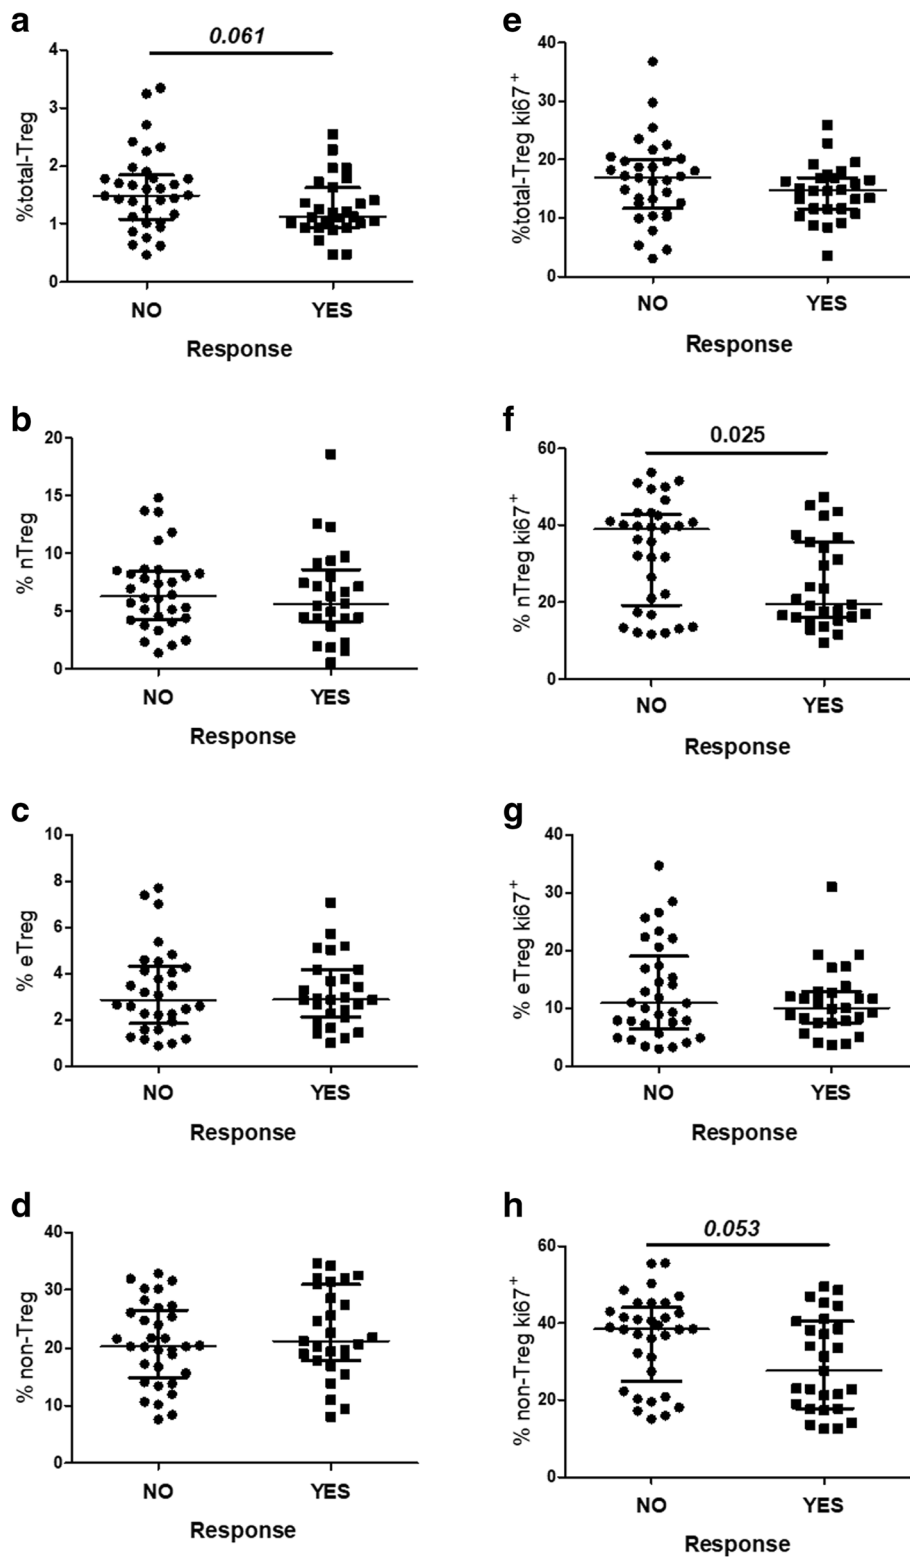 a
0.061
%total-Treg
4
3
2
1
0
NO YES
Response
e
%total-Treg ki67+
40
30
20
10
0
NO YES
Response
b
% nTreg
20
15
10
5
0
NO YES
Response
f
0.025
% nTreg ki67+
60
40
20
0
NO YES
Response
c
% eTreg
10
8
6
4
2
0
NO YES
Response
g
% eTreg ki67+
40
30
20
10
0
NO YES
Response
d
% non-Treg
40
30
20
10
0
NO YES
Response
h
0.053
% non-Treg ki67+
60
40
20
0
NO YES
Response